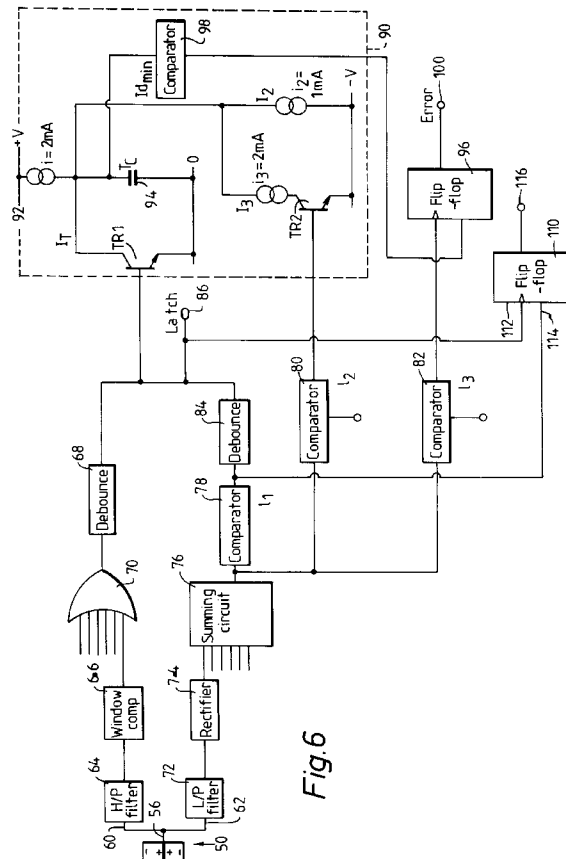 92
+V
i = 2mA
IT
TR1
TC
94
0
Idmin
Comparator
98
I3
i3 = 2mA
I2
i2 = 1mA
TR2
-V
90
Latch
86
Error
100
Flip
-flop
96
116
Flip
-flop
110
112
114
68
Debounce
84
Debounce
80
Comparator
l2
82
Comparator
l3
70
78
Comparator
l1
76
Summing
circuit
66
Window
comp
74
Rectifier
64
H/P
filter
72
L/P
filter
60
56
62
50
Fig.6